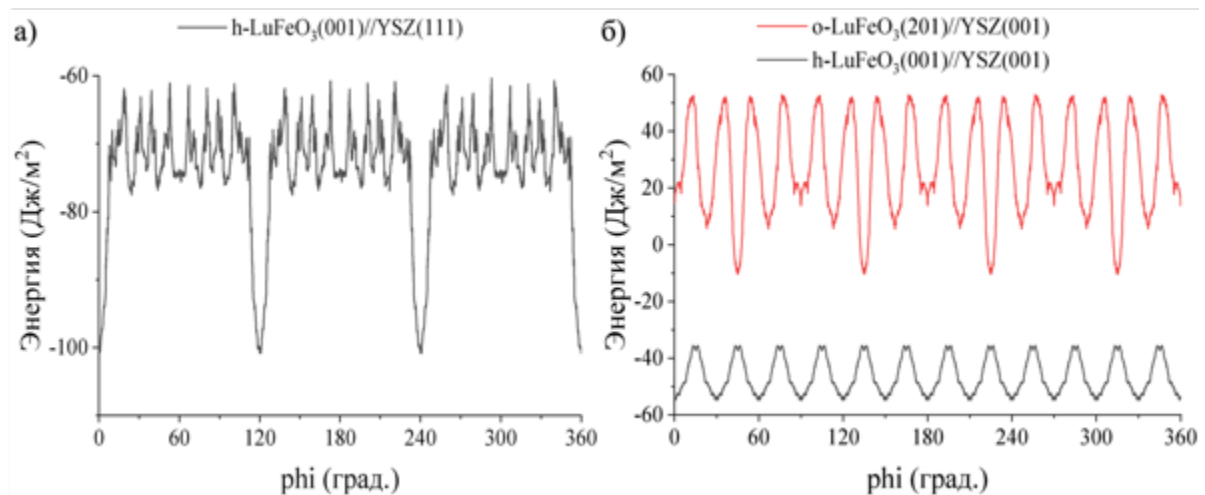 а)
h-LuFeO₃(001)//YSZ(111)
Энергия (Дж/м²)
-60
-80
-100
0 60 120 180 240 300 360
phi (град.)
б)
o-LuFeO₃(201)//YSZ(001)
h-LuFeO₃(001)//YSZ(001)
Энергия (Дж/м²)
60
40
20
0
-20
-40
-60
0 60 120 180 240 300 360
phi (град.)